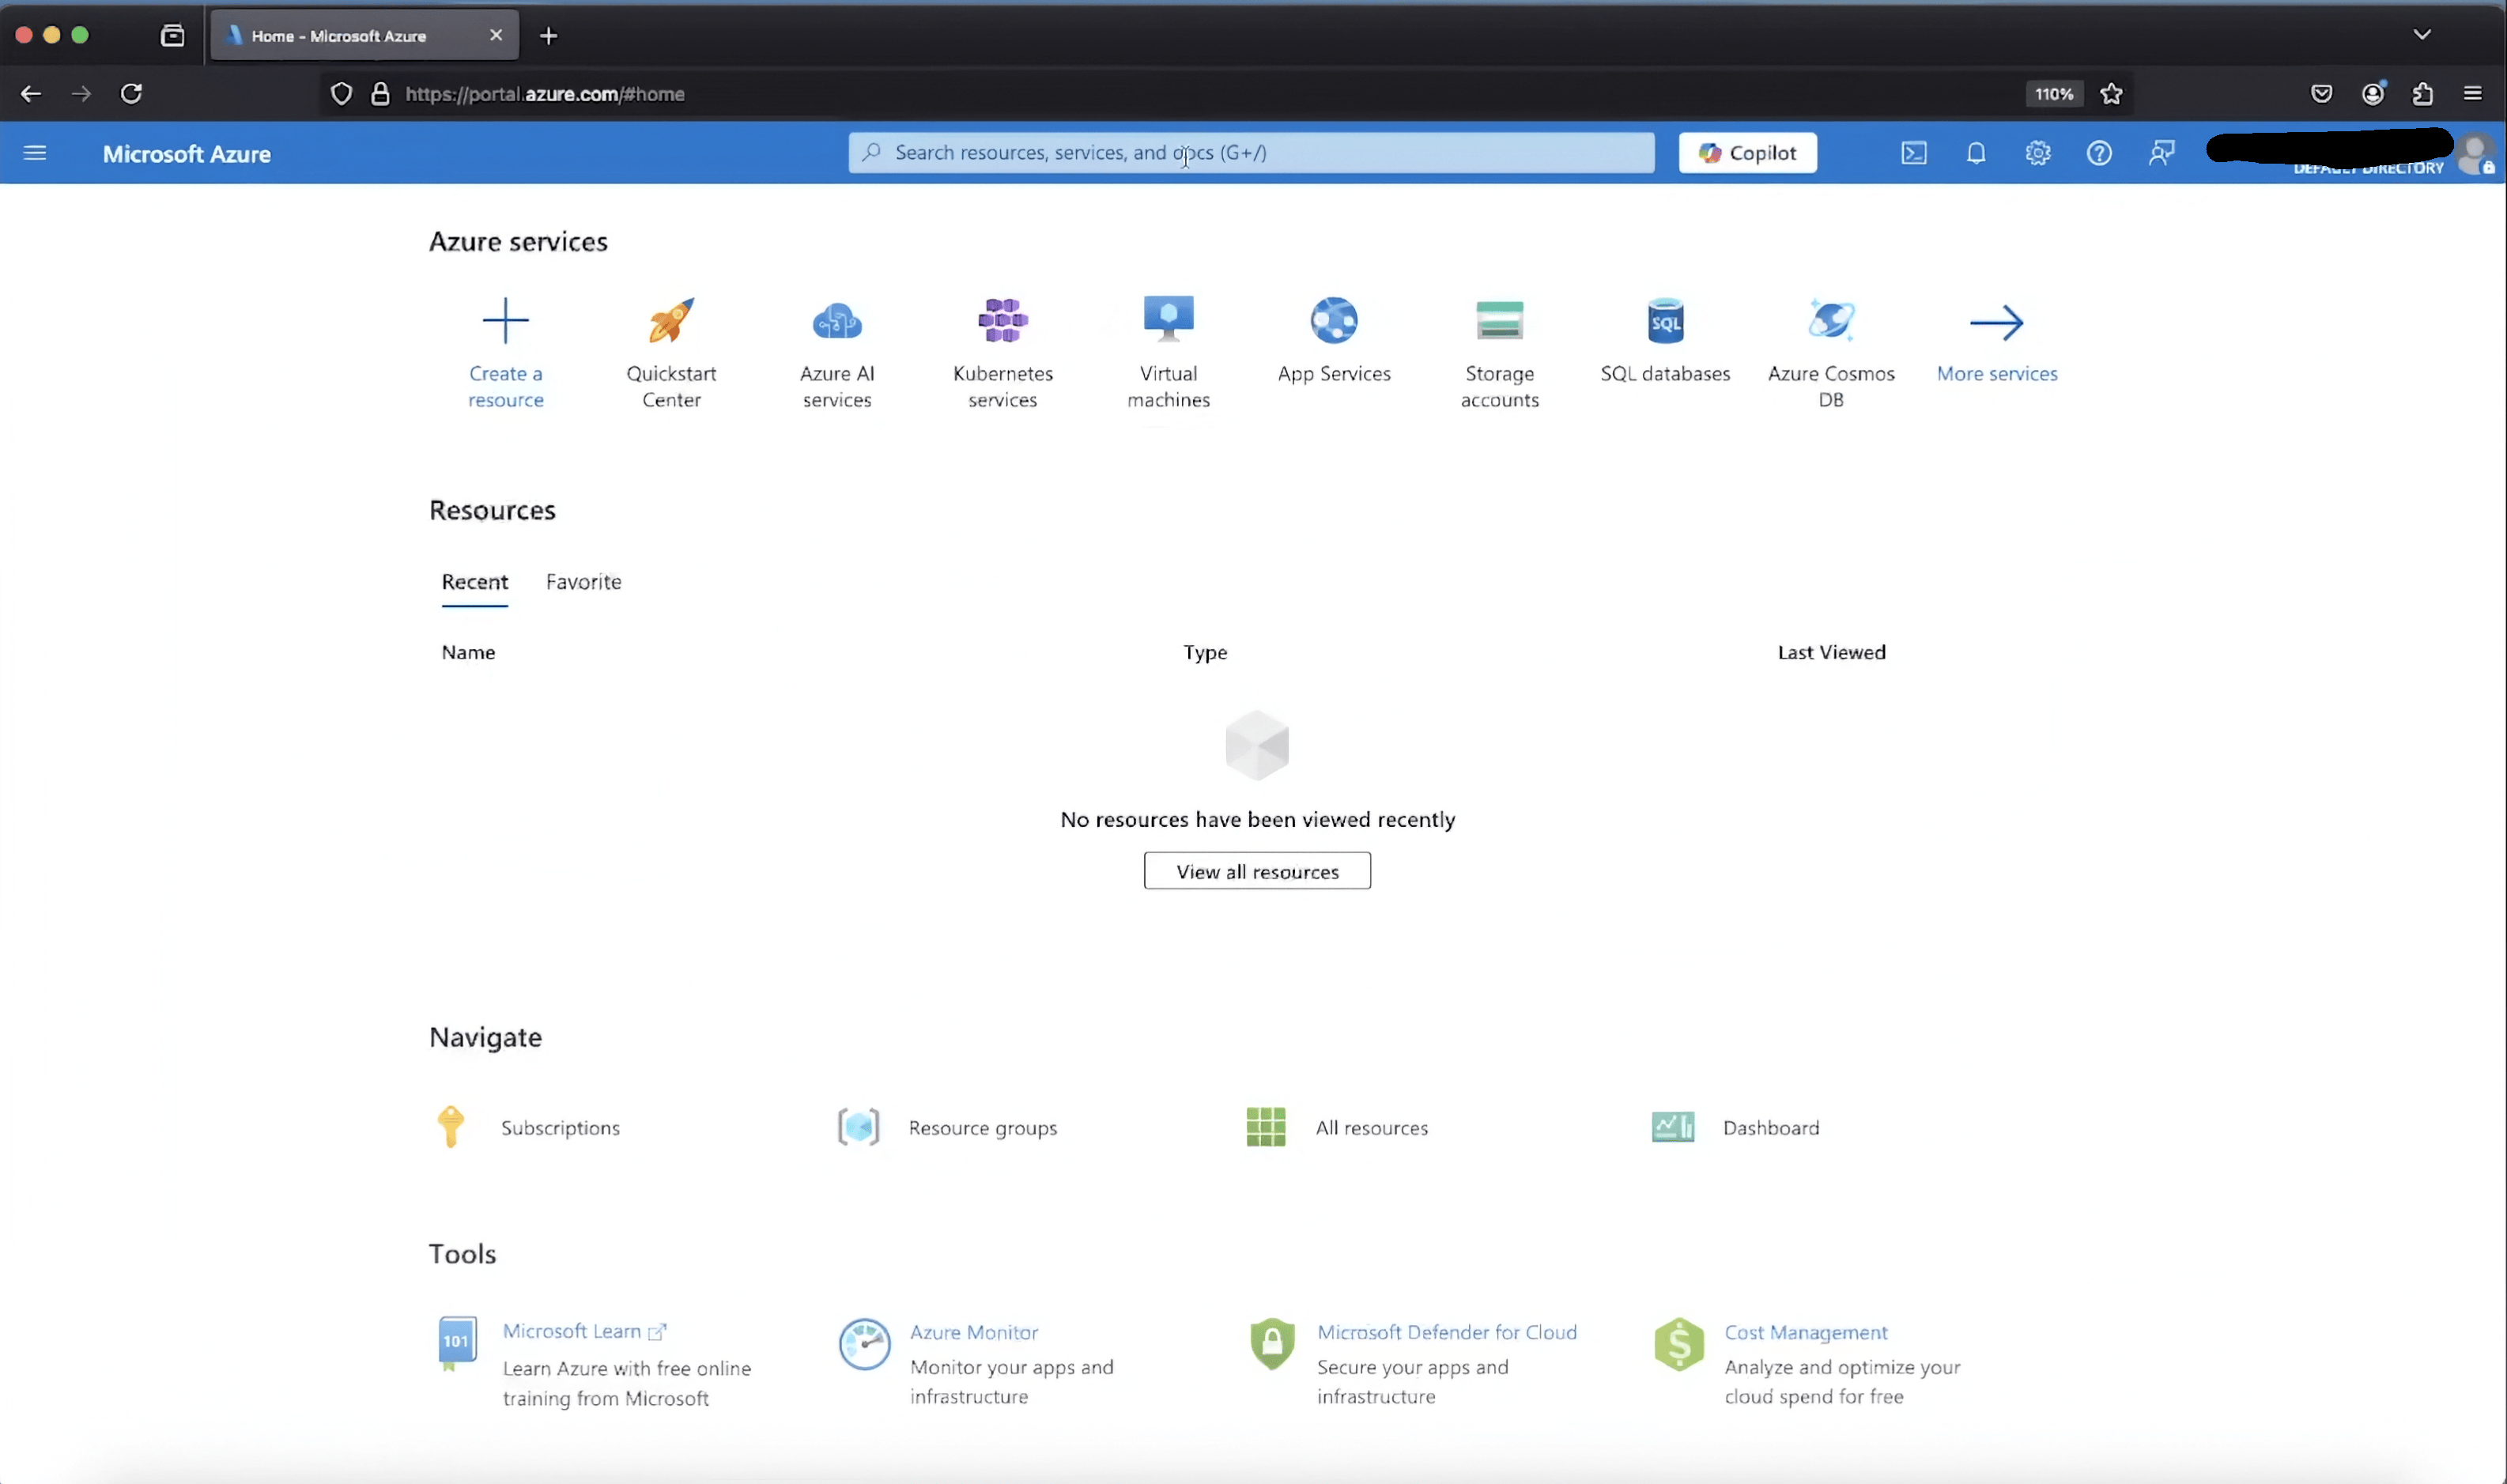 Home - Microsoft Azure
https://portal.azure.com/#home
110%
Microsoft Azure
Search resources, services, and docs (G+/)
Copilot
DEFAULT DIRECTORY
Azure services
Create a
resource
Quickstart
Center
Azure AI
services
Kubernetes
services
Virtual
machines
App Services
Storage
accounts
SQL
SQL databases
Azure Cosmos
DB
More services
Resources
Recent Favorite
Name Type Last Viewed
No resources have been viewed recently
View all resources
Navigate
Subscriptions
Resource groups
All resources
Dashboard
Tools
101
Microsoft Learn
Learn Azure with free online
training from Microsoft
Azure Monitor
Monitor your apps and
infrastructure
Microsoft Defender for Cloud
Secure your apps and
infrastructure
$
Cost Management
Analyze and optimize your
cloud spend for free